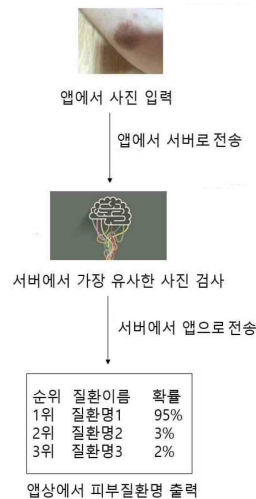 앱에서 사진 입력
앱에서 서버로 전송
서버에서 가장 유사한 사진 검사
서버에서 앱으로 전송
순위 질환이름 확률
1위 질환명1 95%
2위 질환명2 3%
3위 질환명3 2%
앱상에서 피부질환명 출력